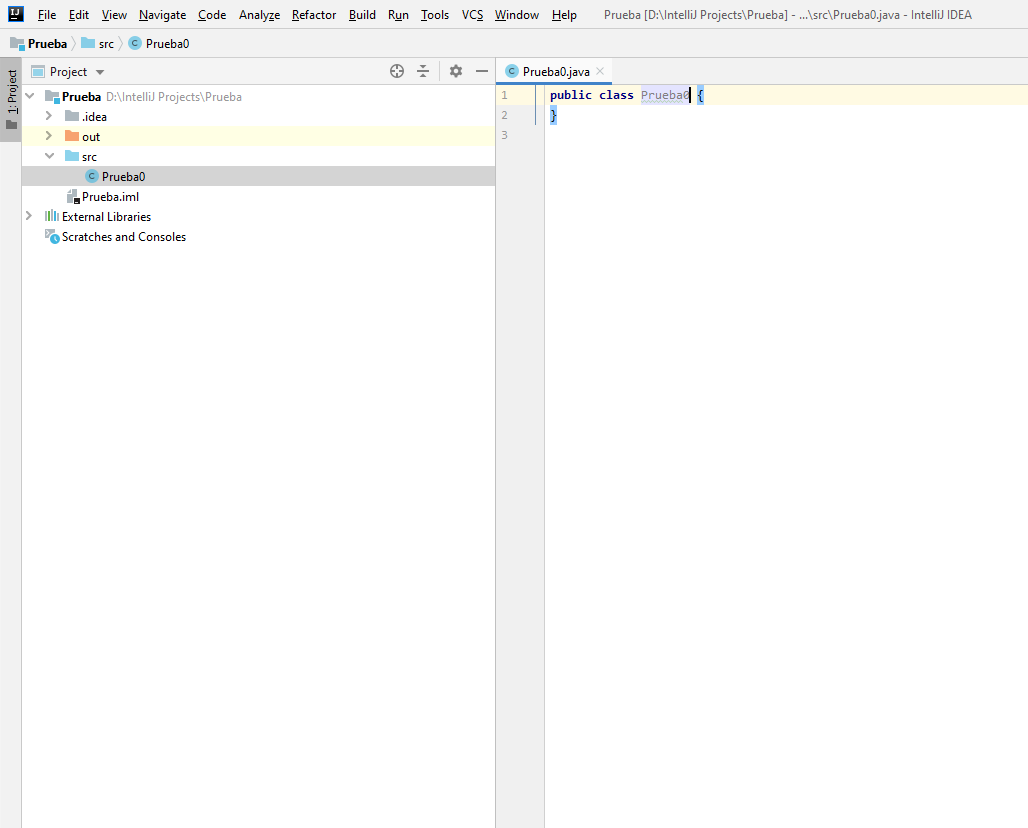 IJ File Edit View Navigate Code Analyze Refactor Build Run Tools VCS Window Help Prueba [D:\IntelliJ Projects\Prueba] - ...\src\Prueba0.java - IntelliJ IDEA
Prueba src C Prueba0
1: Project
Project
Prueba D:\IntelliJ Projects\Prueba
.idea
out
src
C Prueba0
Prueba.iml
External Libraries
Scratches and Consoles
C Prueba0.java
1 public class Prueba0 {
2 }
3